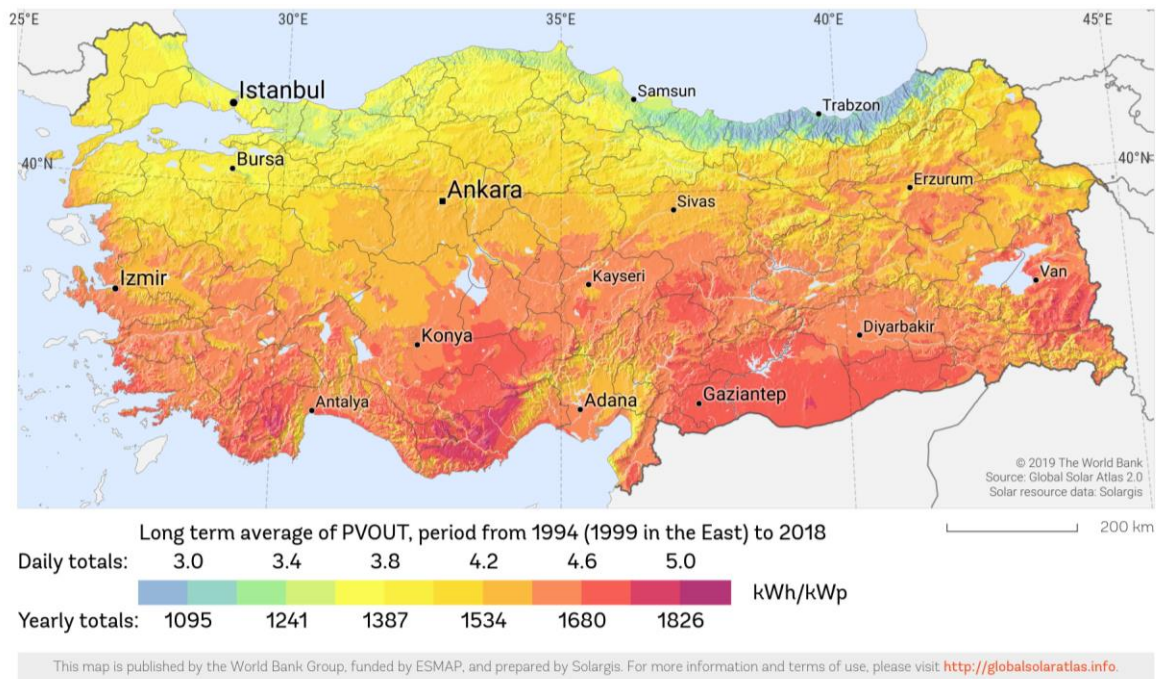 25°E 30°E 35°E 40°E 45°E
Istanbul
Samsun
Trabzon
40°N
Bursa
40°N
Ankara
Erzurum
Sivas
Izmir
Kayseri
Van
Konya
Diyarbakir
Antalya
Adana
Gaziantep
© 2019 The World Bank
Source: Global Solar Atlas 2.0
Solar resource data: Solargis
Long term average of PVOUT, period from 1994 (1999 in the East) to 2018
200 km
Daily totals: 3.0 3.4 3.8 4.2 4.6 5.0
kWh/kWp
Yearly totals: 1095 1241 1387 1534 1680 1826
This map is published by the World Bank Group, funded by ESMAP, and prepared by Solargis. For more information and terms of use, please visit http://globalsolaratlas.info.